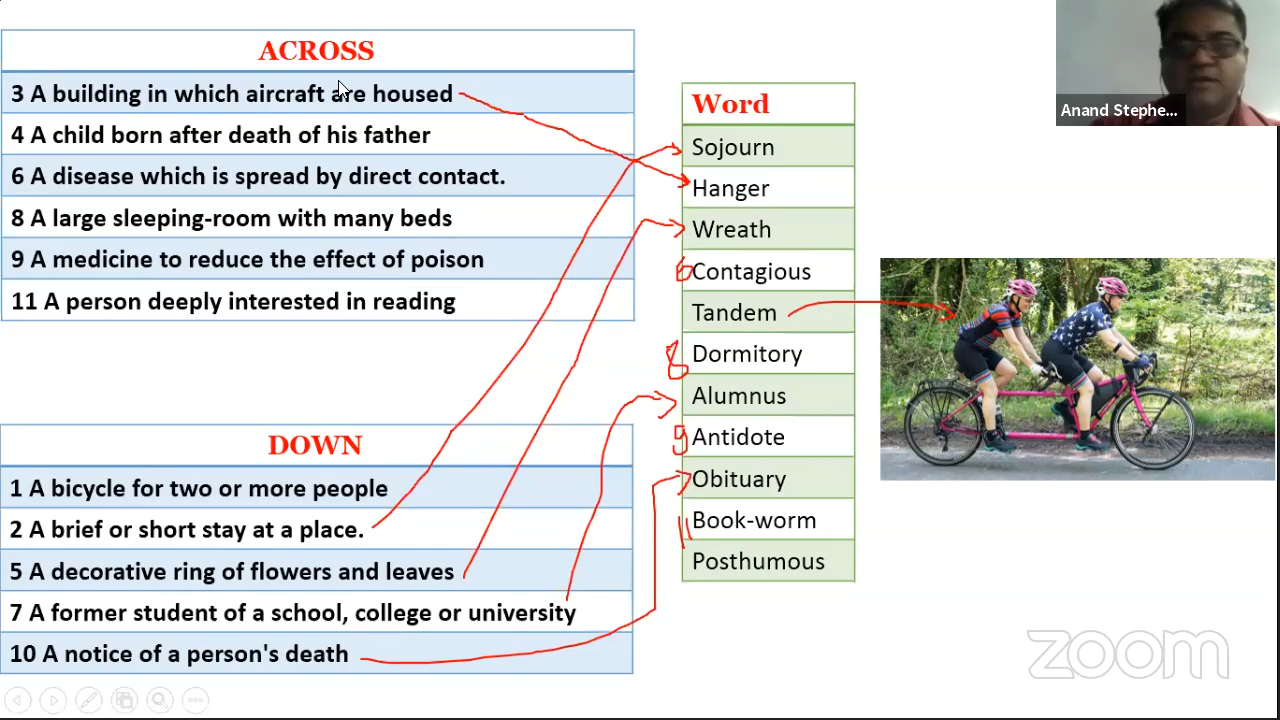 ACROSS
3 A building in which aircraft are housed
4 A child born after death of his father
6 A disease which is spread by direct contact.
8 A large sleeping-room with many beds
9 A medicine to reduce the effect of poison
11 A person deeply interested in reading
DOWN
1 A bicycle for two or more people
2 A brief or short stay at a place.
5 A decorative ring of flowers and leaves
7 A former student of a school, college or university
10 A notice of a person's death
Word
Sojourn
Hanger
Wreath
6 Contagious
Tandem
8 Dormitory
Alumnus
9 Antidote
Obituary
11 Book-worm
Posthumous
Anand Stephe...
zoom